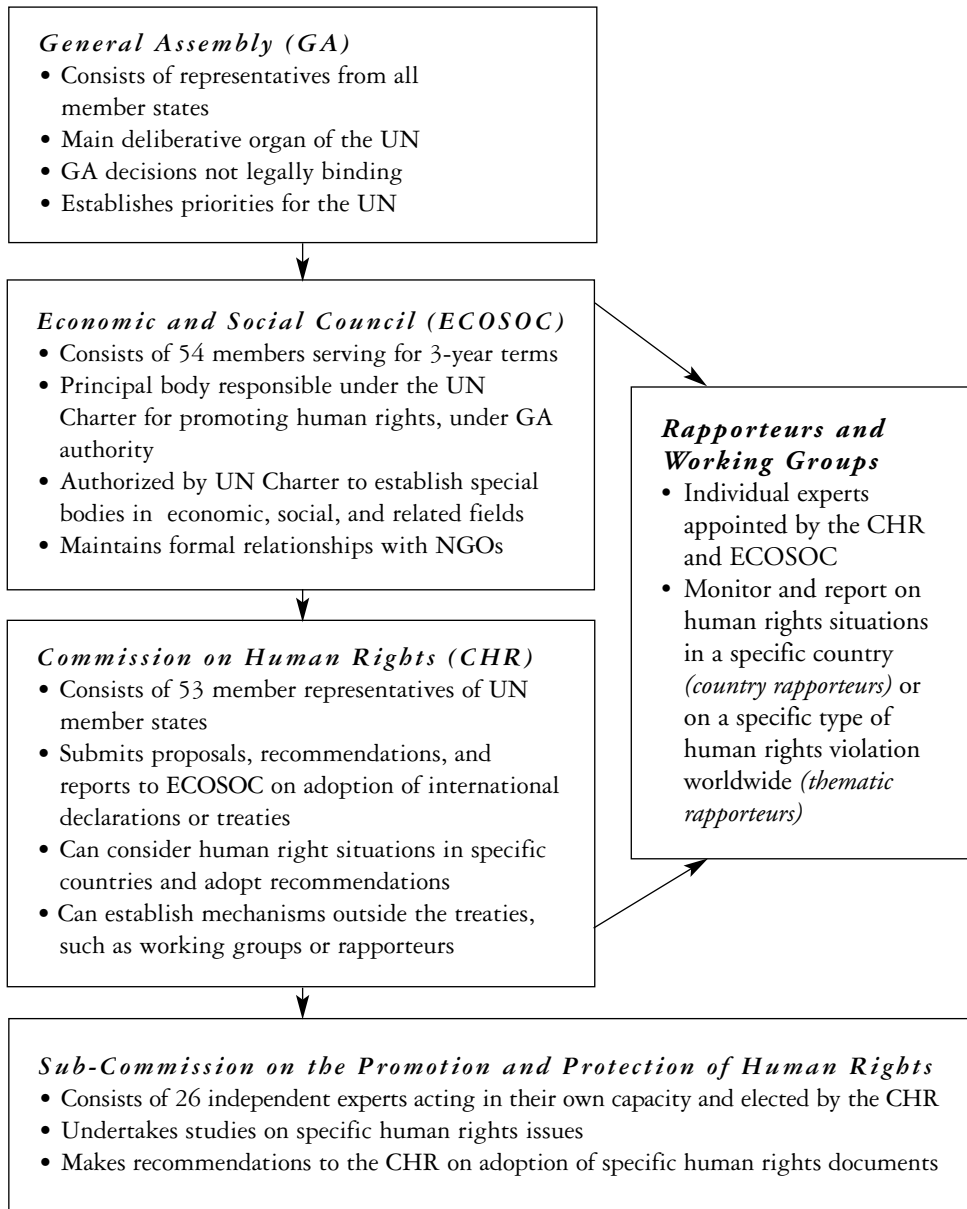 General Assembly (GA)
• Consists of representatives from all
member states
• Main deliberative organ of the UN
• GA decisions not legally binding
• Establishes priorities for the UN
Economic and Social Council (ECOSOC)
• Consists of 54 members serving for 3-year terms
• Principal body responsible under the UN
Charter for promoting human rights, under GA
authority
• Authorized by UN Charter to establish special
bodies in economic, social, and related fields
• Maintains formal relationships with NGOs
Rapporteurs and
Working Groups
• Individual experts
appointed by the CHR
and ECOSOC
• Monitor and report on
human rights situations
in a specific country
(country rapporteurs) or
on a specific type of
human rights violation
worldwide (thematic
rapporteurs)
Commission on Human Rights (CHR)
• Consists of 53 member representatives of UN
member states
• Submits proposals, recommendations, and
reports to ECOSOC on adoption of international
declarations or treaties
• Can consider human right situations in specific
countries and adopt recommendations
• Can establish mechanisms outside the treaties,
such as working groups or rapporteurs
Sub-Commission on the Promotion and Protection of Human Rights
• Consists of 26 independent experts acting in their own capacity and elected by the CHR
• Undertakes studies on specific human rights issues
• Makes recommendations to the CHR on adoption of specific human rights documents